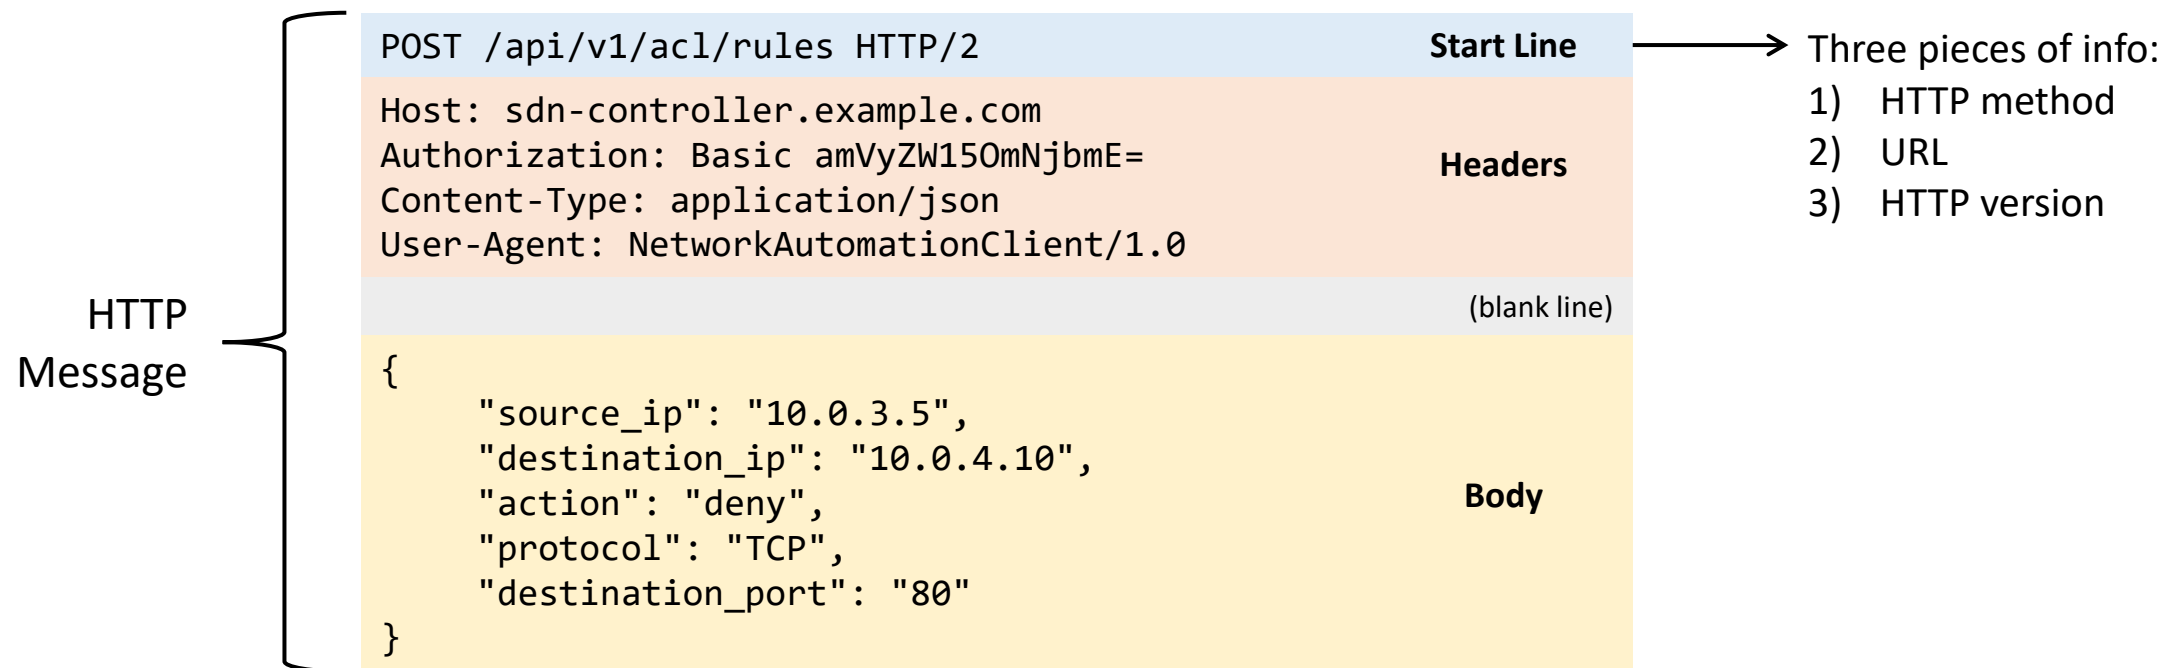 POST /api/v1/acl/rules HTTP/2
Start Line
Three pieces of info:
1) HTTP method
2) URL
3) HTTP version
Host: sdn-controller.example.com
Authorization: Basic amVyZW15OmNjbmE=
Content-Type: application/json
User-Agent: NetworkAutomationClient/1.0
Headers
(blank line)
HTTP
Message
{
"source_ip": "10.0.3.5",
"destination_ip": "10.0.4.10",
"action": "deny",
"protocol": "TCP",
"destination_port": "80"
}
Body